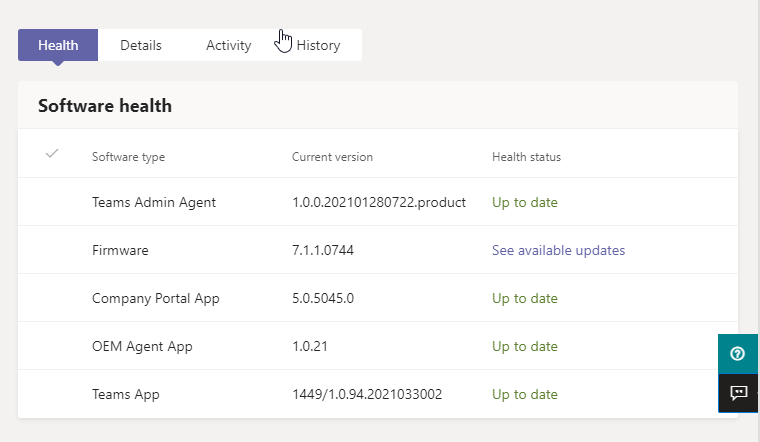 Health Details Activity History
Software health
Software type Current version Health status
Teams Admin Agent 1.0.0.202101280722.product Up to date
Firmware 7.1.1.0744 See available updates
Company Portal App 5.0.5045.0 Up to date
OEM Agent App 1.0.21 Up to date
Teams App 1449/1.0.94.2021033002 Up to date